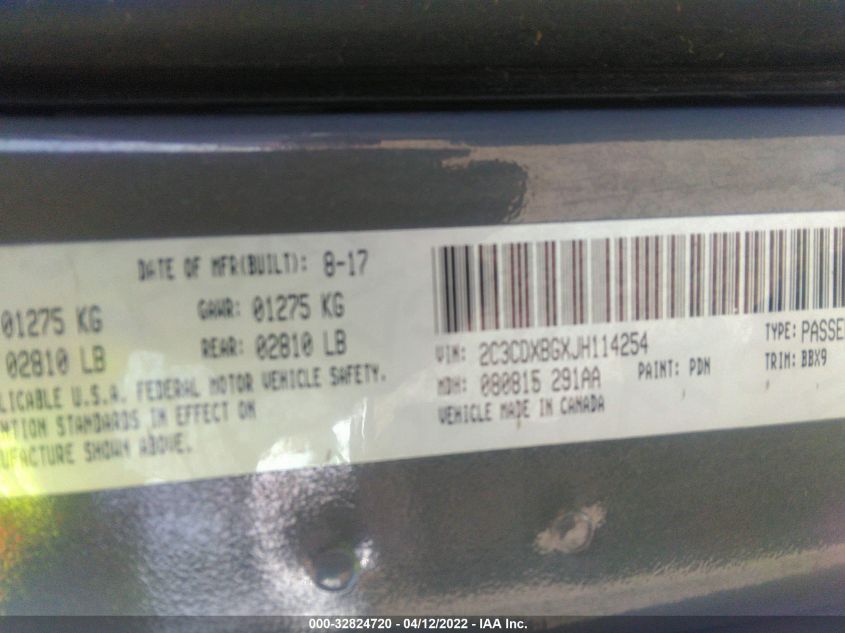 DATE OF MFR(BUILT): 8-17
01275 KG GAWR: 01275 KG
02810 LB REAR: 02810 LB
LICABLE U.S.A. FEDERAL MOTOR VEHICLE SAFETY.
NTION STANDARDS IN EFFECT ON
UFACTURE SHOWN ABOVE.
VIN: 2C3CDXBGXJH114254 TYPE: PASSE
MDH: 080815 291AA PAINT: PDN TRIM: BBX9
VEHICLE MADE IN CANADA
000-32824720 - 04/12/2022 - IAA Inc.